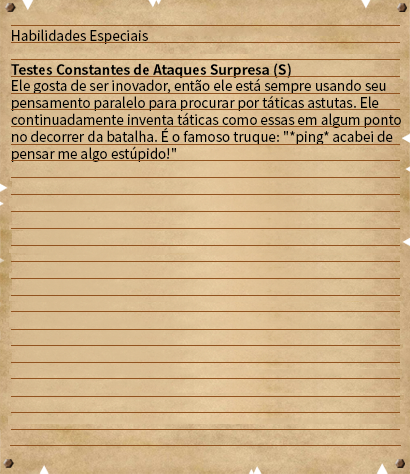 Habilidades Especiais
Testes Constantes de Ataques Surpresa (S)
Ele gosta de ser inovador, então ele está sempre usando seu
pensamento paralelo para procurar por táticas astutas. Ele
continuadamente inventa táticas como essas em algum ponto
no decorrer da batalha. É o famoso truque: "*ping* acabei de
pensar me algo estúpido!"